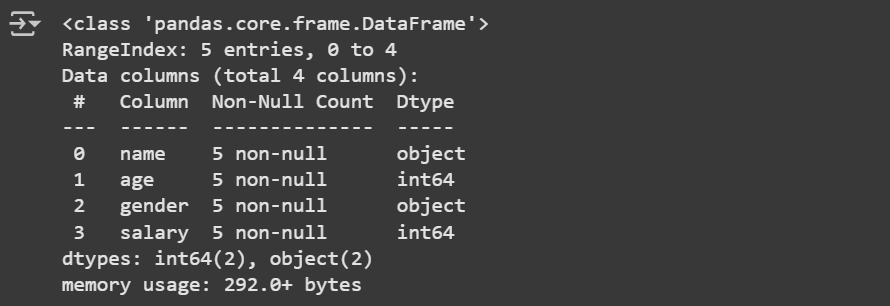 <class 'pandas.core.frame.DataFrame'>
RangeIndex: 5 entries, 0 to 4
Data columns (total 4 columns):
 #   Column  Non-Null Count  Dtype
---  ------  --------------  -----
 0   name    5 non-null      object
 1   age     5 non-null      int64
 2   gender  5 non-null      object
 3   salary  5 non-null      int64
dtypes: int64(2), object(2)
memory usage: 292.0+ bytes